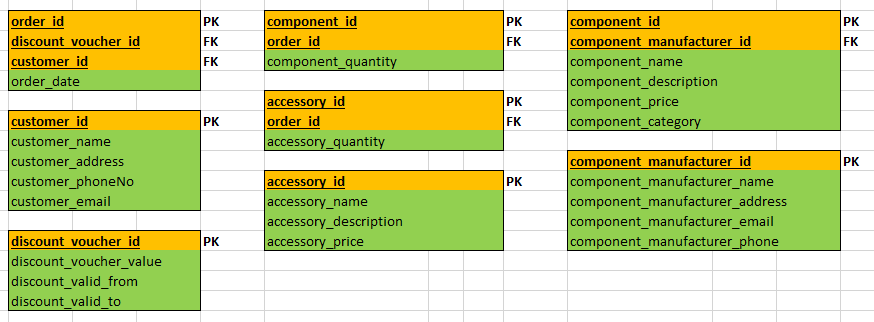 order_id PK
discount_voucher_id FK
customer_id FK
order_date
customer_id PK
customer_name
customer_address
customer_phoneNo
customer_email
discount_voucher_id PK
discount_voucher_value
discount_valid_from
discount_valid_to
component_id PK
order_id FK
component_quantity
accessory_id PK
order_id FK
accessory_quantity
accessory_id PK
accessory_name
accessory_description
accessory_price
component_id PK
component_manufacturer_id FK
component_name
component_description
component_price
component_category
component_manufacturer_id PK
component_manufacturer_name
component_manufacturer_address
component_manufacturer_email
component_manufacturer_phone